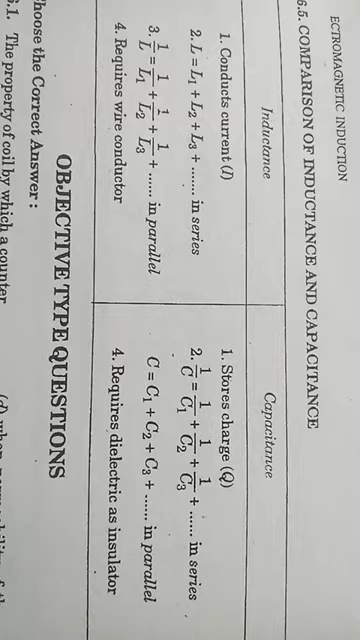 ECTROMAGNETIC INDUCTION
6.5. COMPARISON OF INDUCTANCE AND CAPACITANCE
Inductance
Capacitance
1. Conducts current (I)
1. Stores charge (Q)
2. L = L₁ + L₂ + L₃ + ....... in series
2. 1/C = 1/C₁ + 1/C₂ + 1/C₃ + ...... in series
3. 1/L = 1/L₁ + 1/L₂ + 1/L₃ + ....... in parallel
C = C₁ + C₂ + C₃ + ...... in parallel
4. Requires wire conductor
4. Requires dielectric as insulator
OBJECTIVE TYPE QUESTIONS
hoose the Correct Answer :
6.1. The property of coil by which a counter